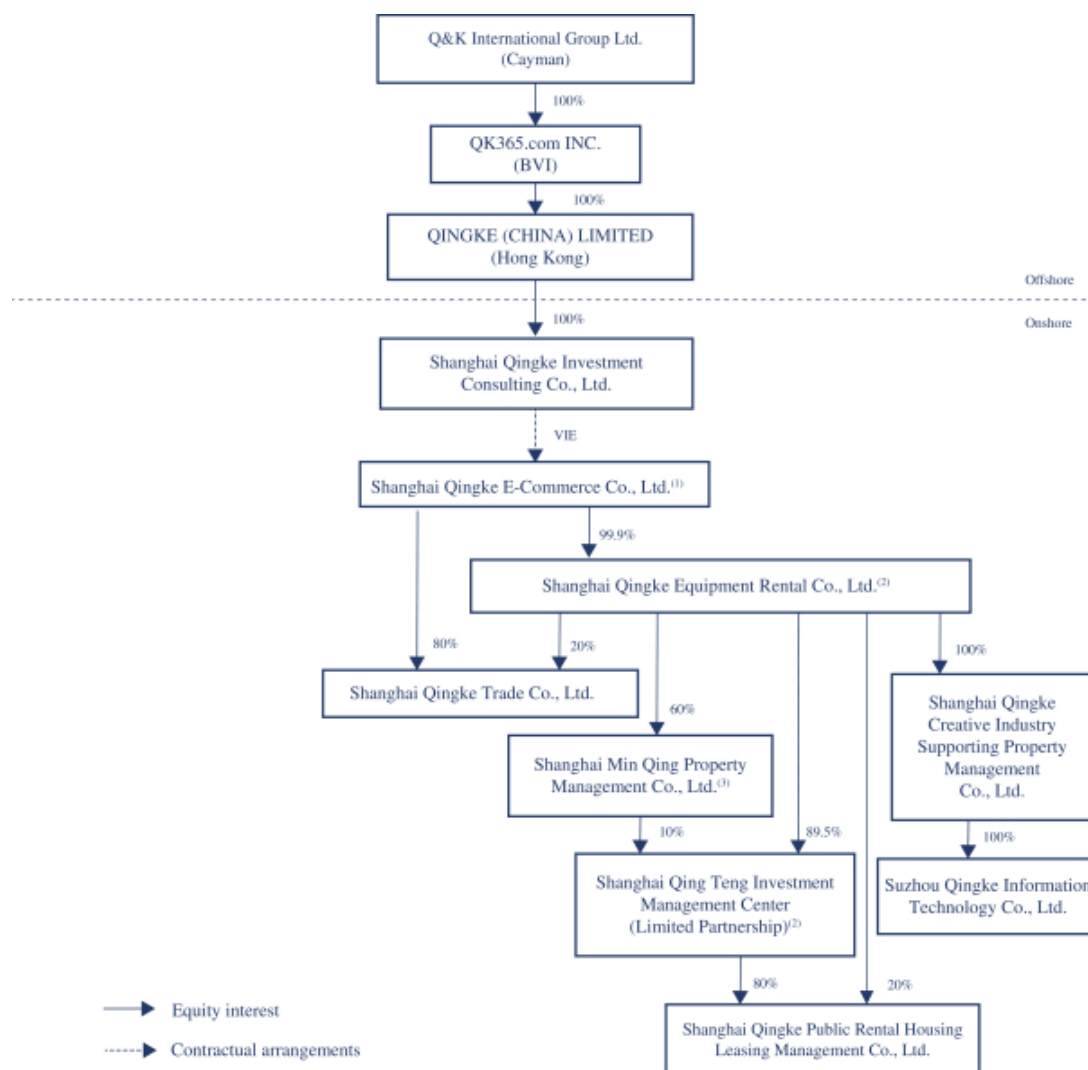 Q&K International Group Ltd.
(Cayman)
100%
QK365.com INC.
(BVI)
100%
QINGKE (CHINA) LIMITED
(Hong Kong)
Offshore
100%
Onshore
Shanghai Qingke Investment
Consulting Co., Ltd.
VIE
Shanghai Qingke E-Commerce Co., Ltd.(1)
99.9%
Shanghai Qingke Equipment Rental Co., Ltd.(2)
80%
20%
100%
Shanghai Qingke Trade Co., Ltd.
60%
Shanghai Qingke
Creative Industry
Supporting Property
Management
Co., Ltd.
Shanghai Min Qing Property
Management Co., Ltd.(3)
10%
89.5%
100%
Shanghai Qing Teng Investment
Management Center
(Limited Partnership)(2)
Suzhou Qingke Information
Technology Co., Ltd.
80%
20%
Equity interest
Shanghai Qingke Public Rental Housing
Leasing Management Co., Ltd.
Contractual arrangements